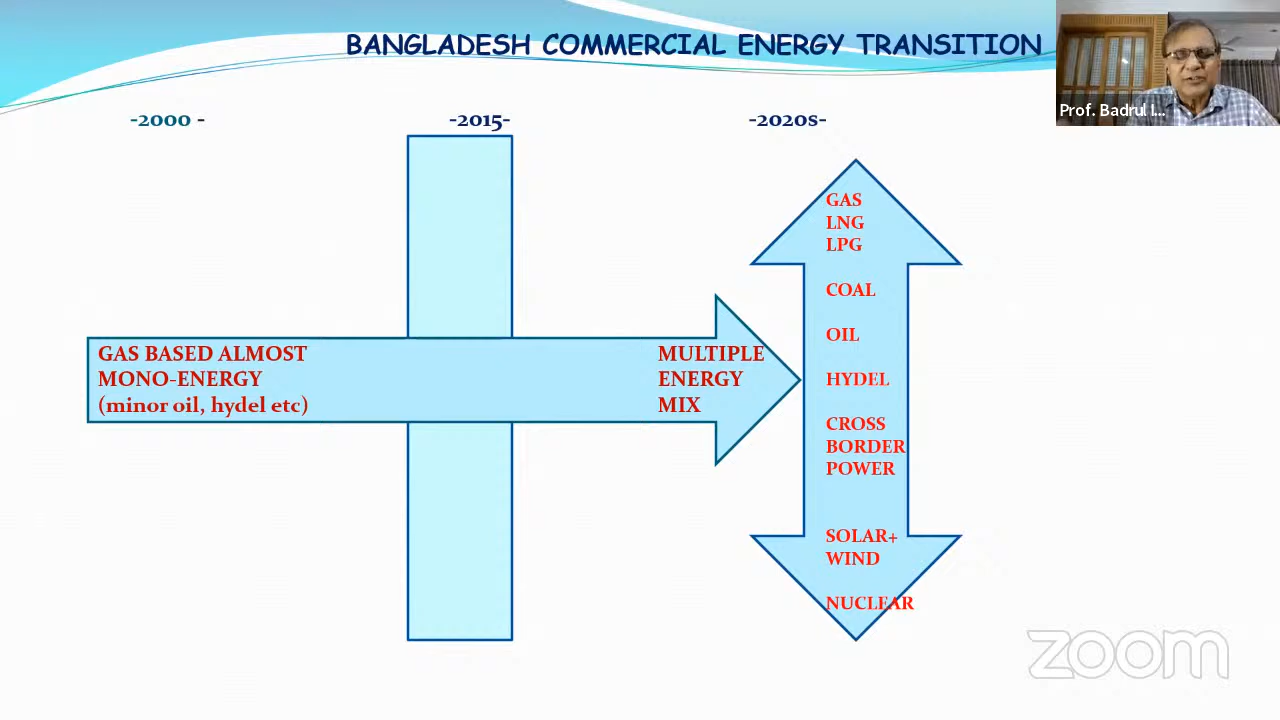 BANGLADESH COMMERCIAL ENERGY TRANSITION
Prof. Badrul I...
-2000 -
-2015-
-2020s-
GAS BASED ALMOST
MONO-ENERGY
(minor oil, hydel etc)
MULTIPLE
ENERGY
MIX
GAS
LNG
LPG
COAL
OIL
HYDEL
CROSS
BORDER
POWER
SOLAR+
WIND
NUCLEAR
zoom